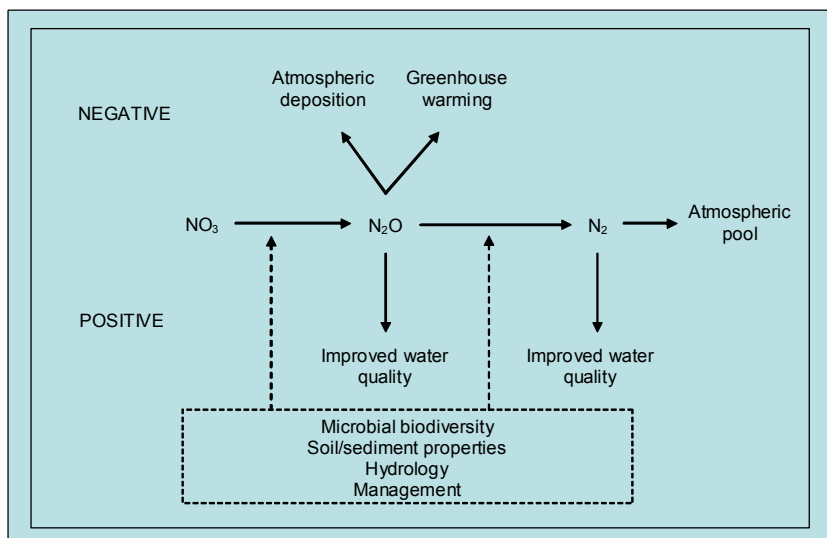 Atmospheric
deposition
Greenhouse
warming
NEGATIVE
NO₃
N₂O
N₂
Atmospheric
pool
POSITIVE
Improved water
quality
Improved water
quality
Microbial biodiversity
Soil/sediment properties
Hydrology
Management